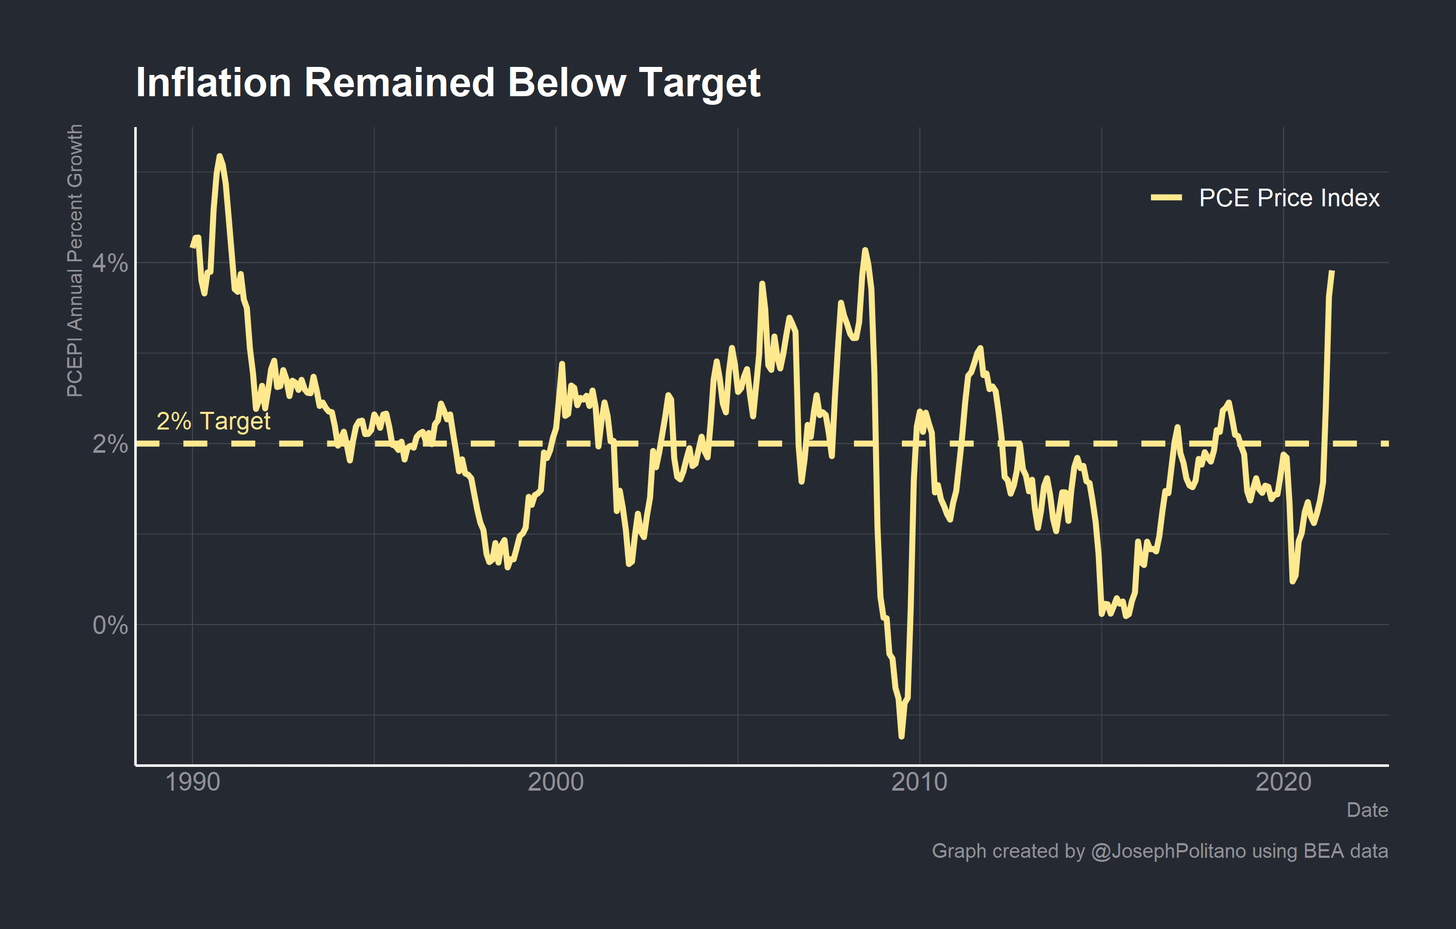 Inflation Remained Below Target
PCEPI Annual Percent Growth
PCE Price Index
4%
2% Target
2%
0%
1990 2000 2010 2020
Date
Graph created by @JosephPolitano using BEA data